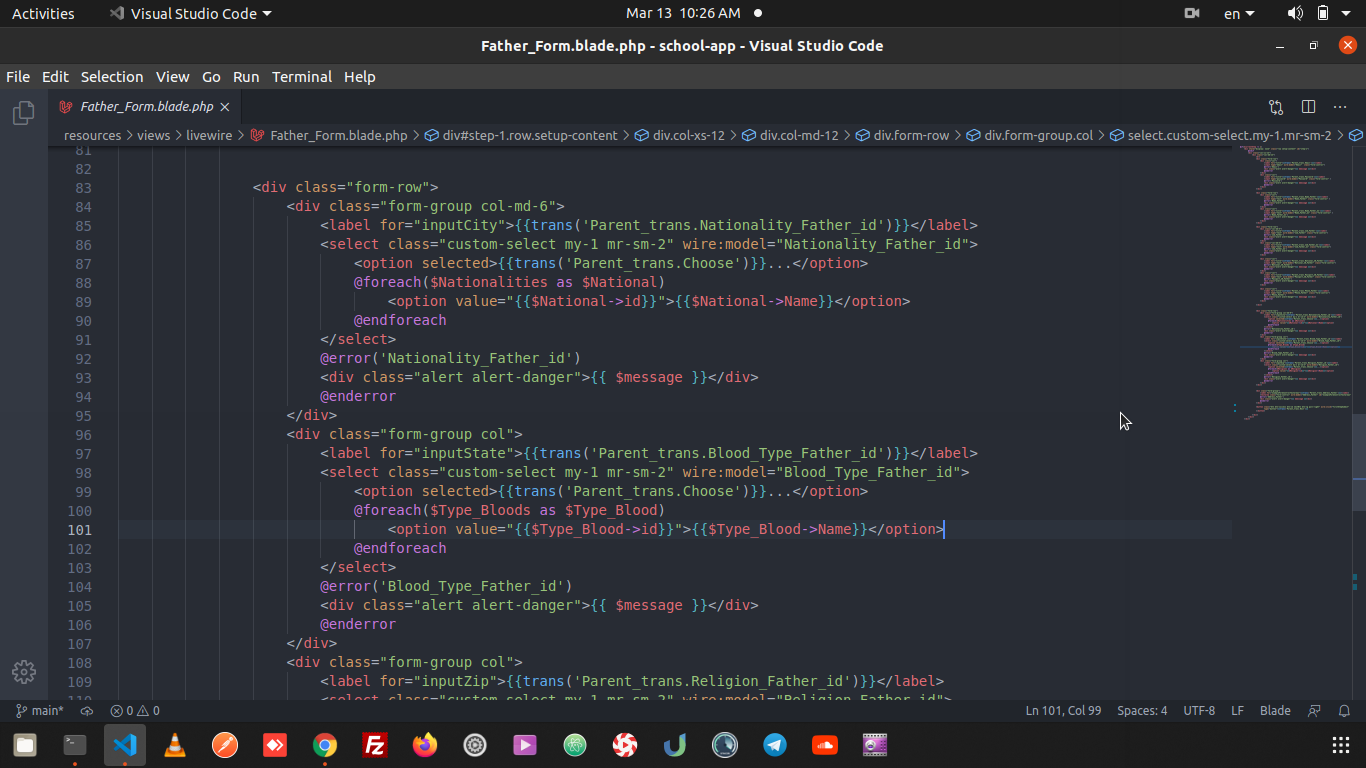 Activities Visual Studio Code Mar 13 10:26 AM en
Father_Form.blade.php - school-app - Visual Studio Code
File Edit Selection View Go Run Terminal Help
Father_Form.blade.php
resources > views > livewire > Father_Form.blade.php > div#step-1.row.setup-content > div.col-xs-12 > div.col-md-12 > div.form-row > div.form-group.col > select.custom-select.my-1.mr-sm-2 >
81
82
83 <div class="form-row">
84 <div class="form-group col-md-6">
85 <label for="inputCity">{{trans('Parent_trans.Nationality_Father_id')}}</label>
86 <select class="custom-select my-1 mr-sm-2" wire:model="Nationality_Father_id">
87 <option selected>{{trans('Parent_trans.Choose')}}...</option>
88 @foreach($Nationalities as $National)
89 <option value="{{$National->id}}">{{$National->Name}}</option>
90 @endforeach
91 </select>
92 @error('Nationality_Father_id')
93 <div class="alert alert-danger">{{ $message }}</div>
94 @enderror
95 </div>
96 <div class="form-group col">
97 <label for="inputState">{{trans('Parent_trans.Blood_Type_Father_id')}}</label>
98 <select class="custom-select my-1 mr-sm-2" wire:model="Blood_Type_Father_id">
99 <option selected>{{trans('Parent_trans.Choose')}}...</option>
100 @foreach($Type_Bloods as $Type_Blood)
101 <option value="{{$Type_Blood->id}}">{{$Type_Blood->Name}}</option>
102 @endforeach
103 </select>
104 @error('Blood_Type_Father_id')
105 <div class="alert alert-danger">{{ $message }}</div>
106 @enderror
107 </div>
108 <div class="form-group col">
109 <label for="inputZip">{{trans('Parent_trans.Religion_Father_id')}}</label>
110 <select class="custom-select my-1 mr-sm-2" wire:model="Religion_Father_id">
main* 0 0 Ln 101, Col 99 Spaces: 4 UTF-8 LF Blade